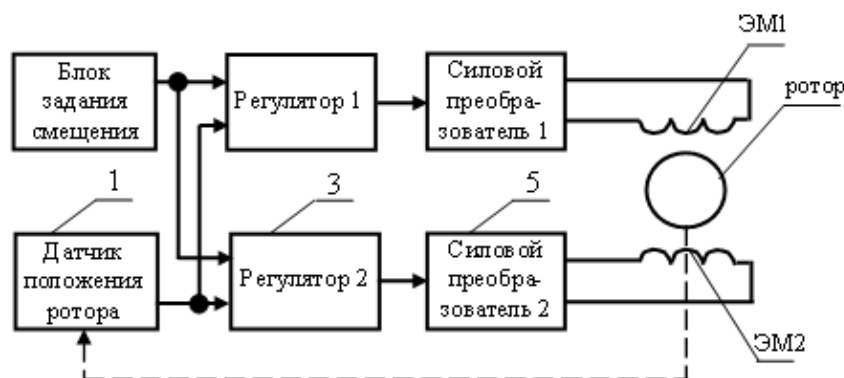 ЭМ1
Блок
задания
смещения
Регулятор 1
Силовой
преобра-
зователь 1
ротор
1
3
5
Датчик
положения
ротора
Регулятор 2
Силовой
преобра-
зователь 2
ЭМ2